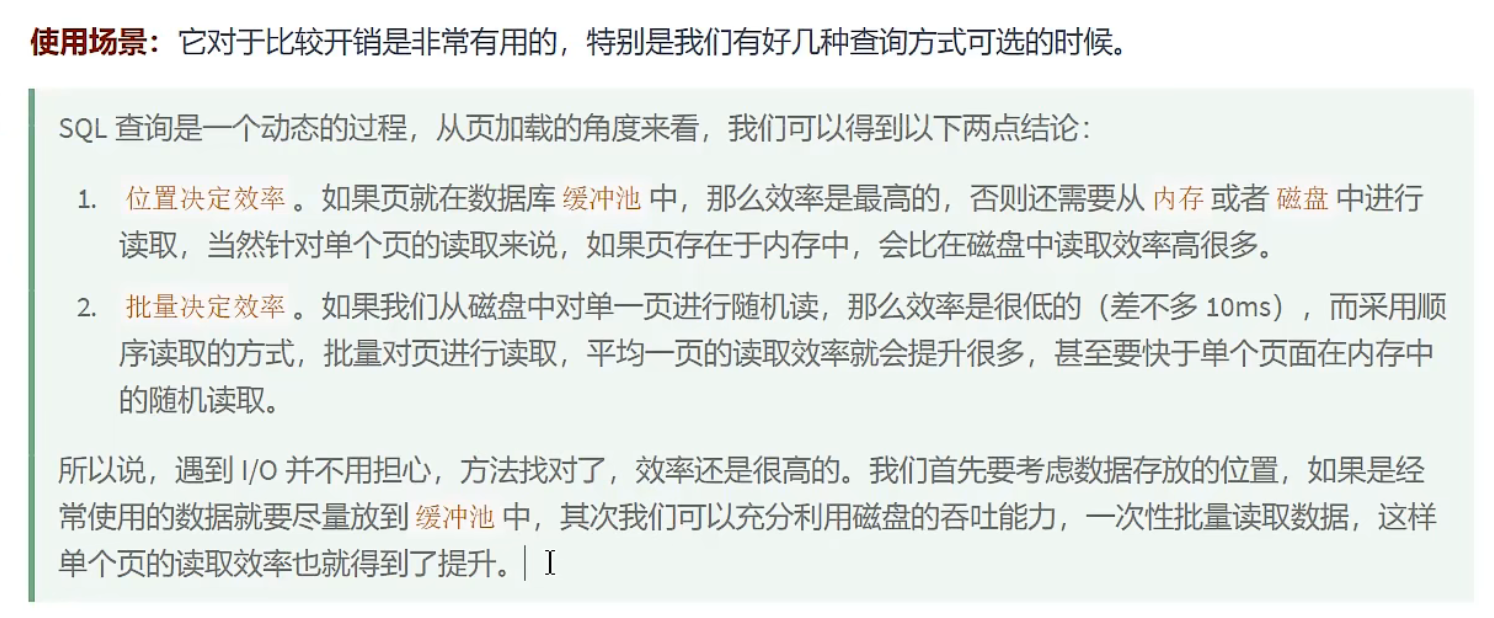 使用场景：它对于比较开销是非常有用的，特别是我们有好几种查询方式可选的时候。
SQL 查询是一个动态的过程，从页加载的角度来看，我们可以得到以下两点结论：
1. 位置决定效率 。如果页就在数据库 缓冲池 中，那么效率是最高的，否则还需要从 内存 或者 磁盘 中进行
读取，当然针对单个页的读取来说，如果页存在于内存中，会比在磁盘中读取效率高很多。
2. 批量决定效率 。如果我们从磁盘中对单一页进行随机读，那么效率是很低的（差不多 10ms），而采用顺
序读取的方式，批量对页进行读取，平均一页的读取效率就会提升很多，甚至要快于单个页面在内存中
的随机读取。
所以说，遇到 I/O 并不用担心，方法找对了，效率还是很高的。我们首先要考虑数据存放的位置，如果是经
常使用的数据就要尽量放到 缓冲池 中，其次我们可以充分利用磁盘的吞吐能力，一次性批量读取数据，这样
单个页的读取效率也就得到了提升。